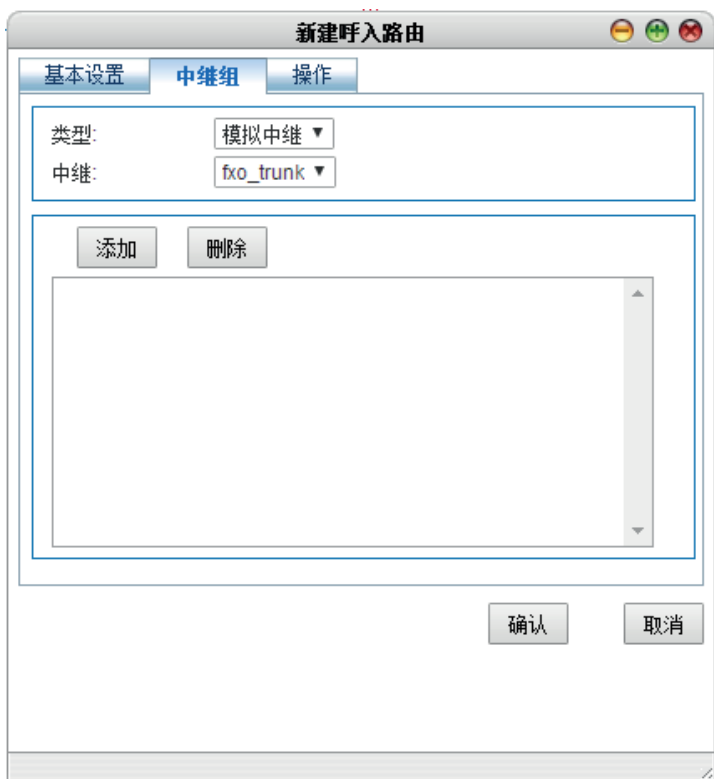 新建呼入路由
基本设置 中继组 操作
类型: 模拟中继
中继: fxo_trunk
添加 删除
确认 取消